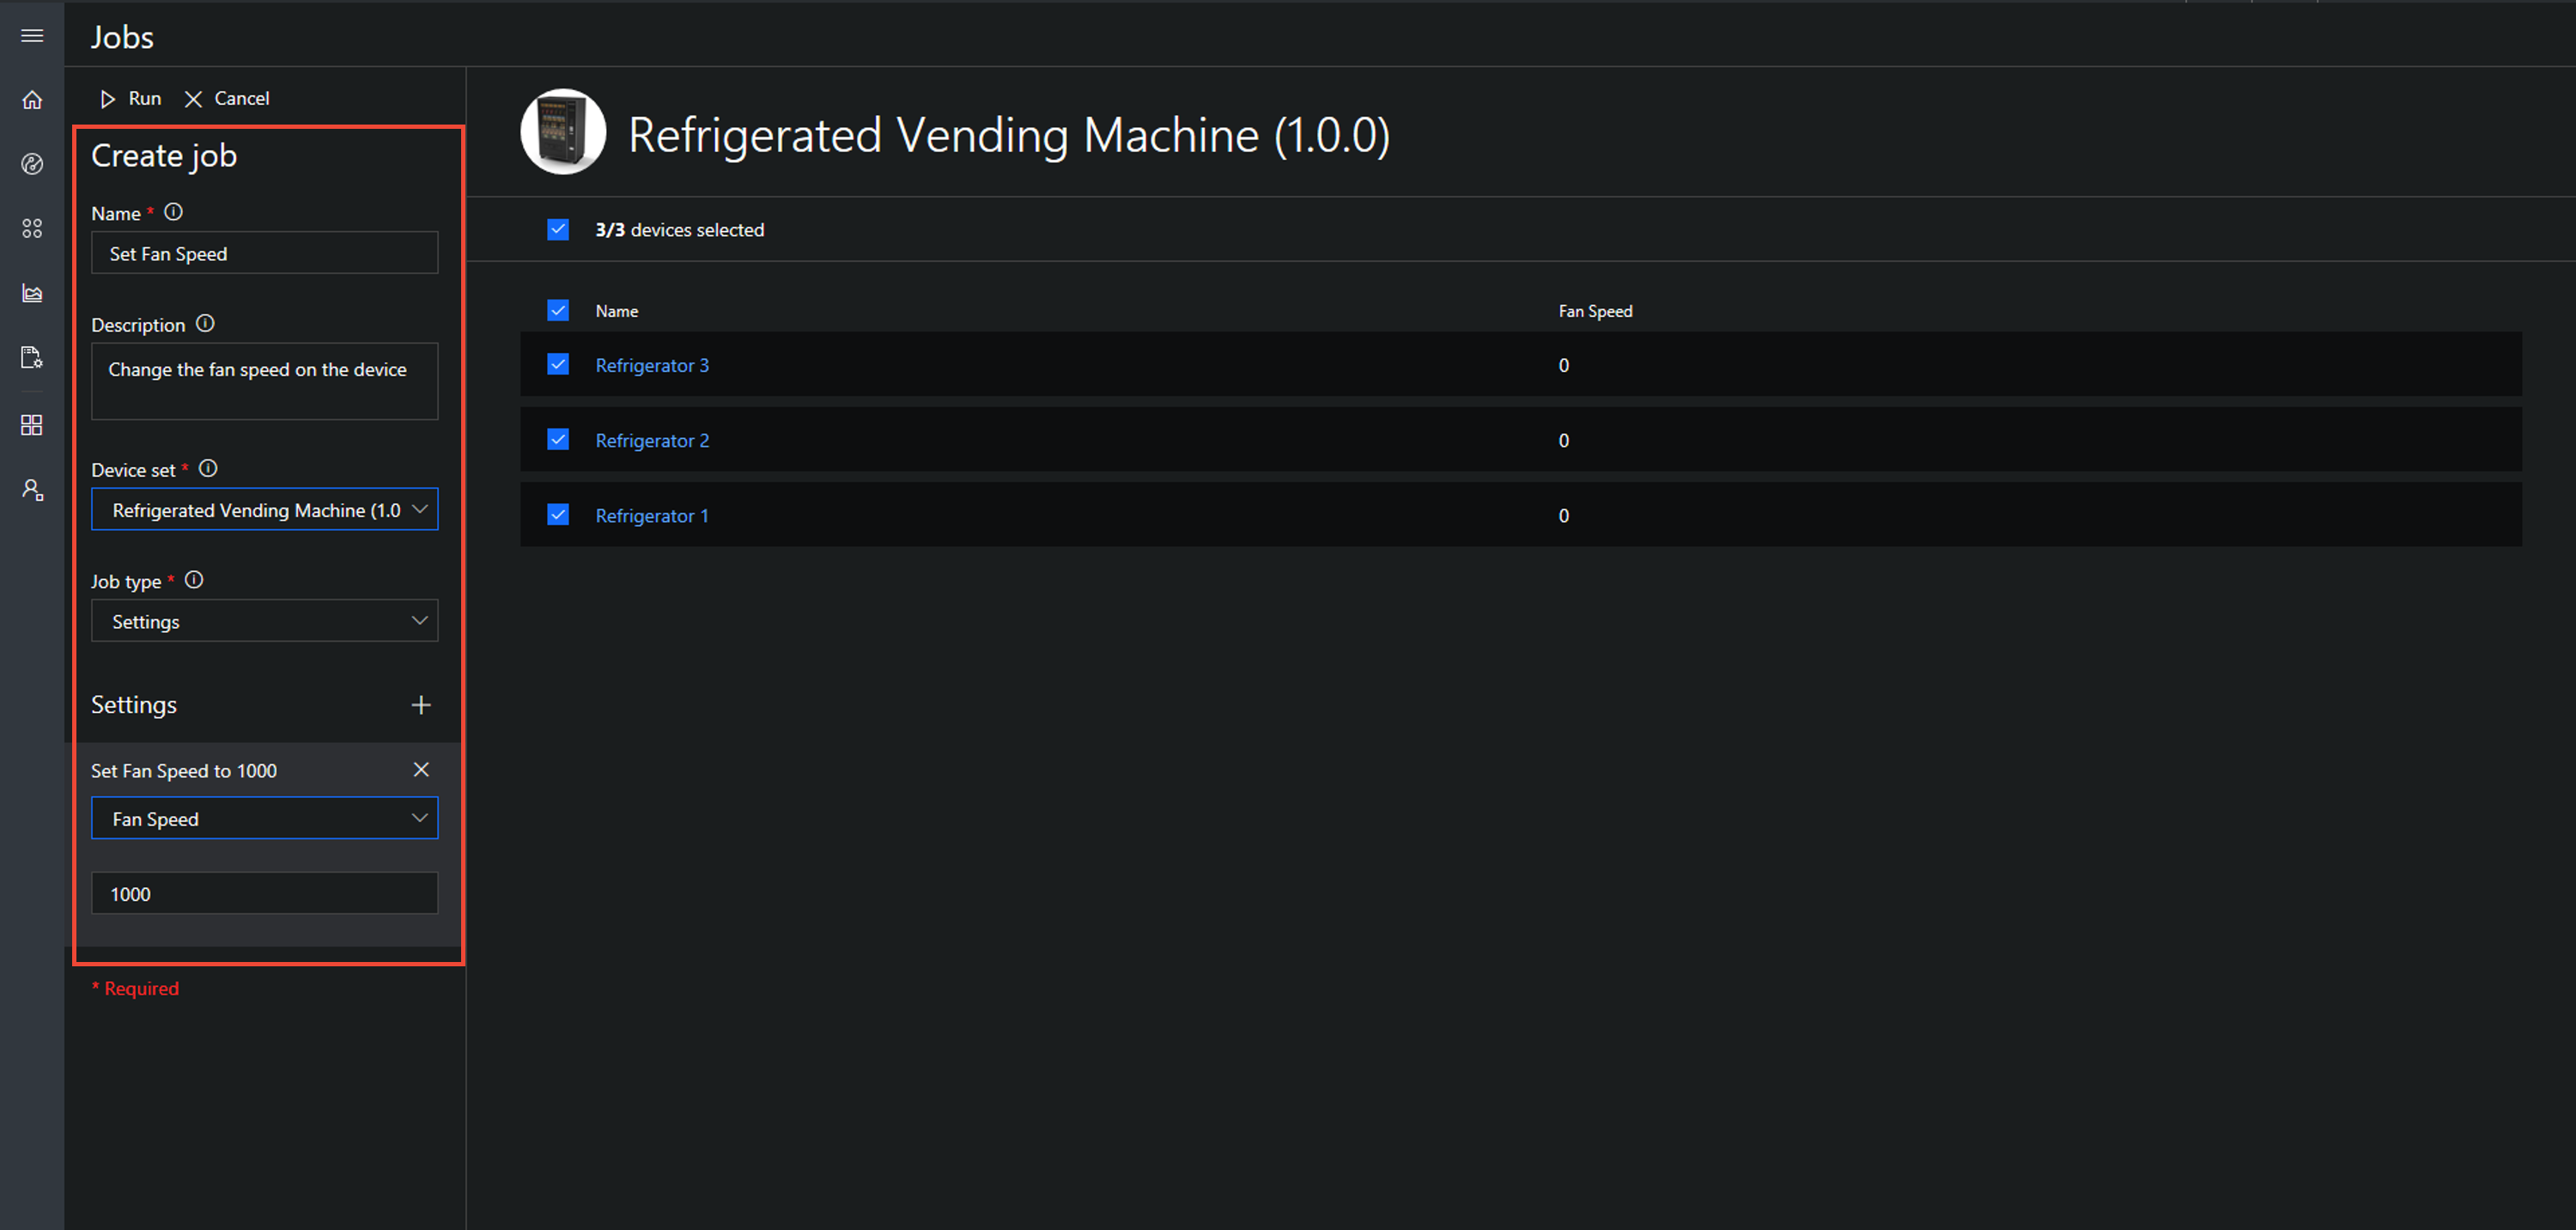 Jobs
Run Cancel
Create job
Name *
Set Fan Speed
Description
Change the fan speed on the device
Device set *
Refrigerated Vending Machine (1.0
Job type *
Settings
Settings
Set Fan Speed to 1000
Fan Speed
1000
* Required
Refrigerated Vending Machine (1.0.0)
3/3 devices selected
Name Fan Speed
Refrigerator 3 0
Refrigerator 2 0
Refrigerator 1 0